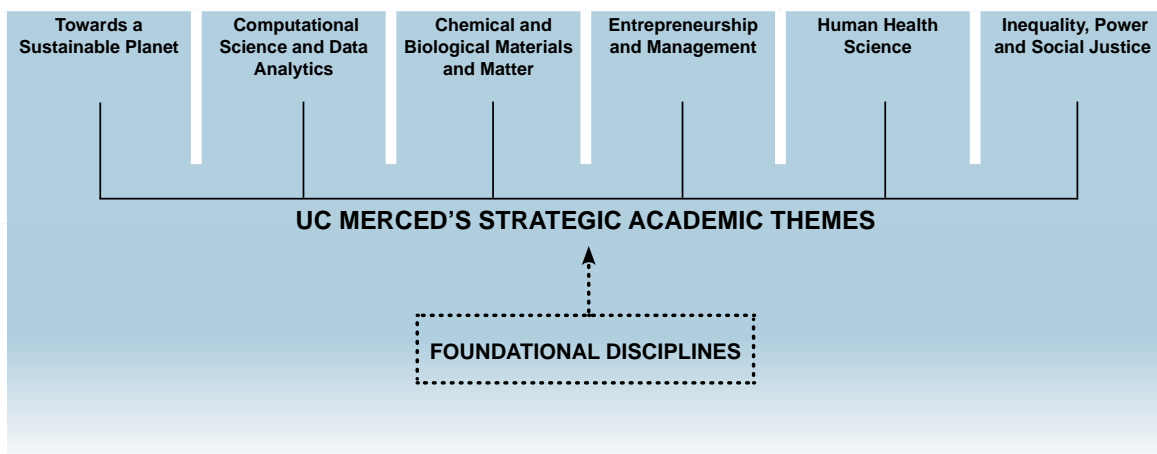 Towards a
Sustainable Planet
Computational
Science and Data
Analytics
Chemical and
Biological Materials
and Matter
Entrepreneurship
and Management
Human Health
Science
Inequality, Power
and Social Justice
UC MERCED’S STRATEGIC ACADEMIC THEMES
FOUNDATIONAL DISCIPLINES